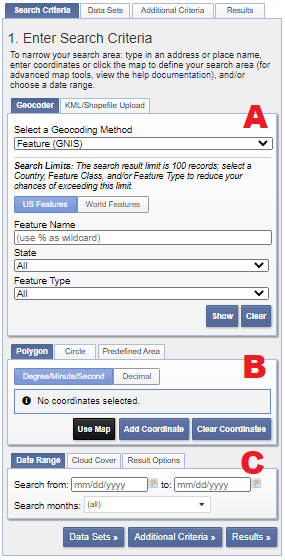 Search Criteria Data Sets Additional Criteria Results
1. Enter Search Criteria
To narrow your search area: type in an address or place name,
enter coordinates or click the map to define your search area (for
advanced map tools, view the help documentation), and/or
choose a date range.
Geocoder KML/Shapefile Upload
A
Select a Geocoding Method
Feature (GNIS)
Search Limits: The search result limit is 100 records; select a
Country, Feature Class, and/or Feature Type to reduce your
chances of exceeding this limit.
US Features World Features
Feature Name
(use % as wildcard)
State
All
Feature Type
All
Show Clear
Polygon Circle Predefined Area
B
Degree/Minute/Second Decimal
No coordinates selected.
Use Map Add Coordinate Clear Coordinates
Date Range Cloud Cover Result Options
C
Search from: mm/dd/yyyy to: mm/dd/yyyy
Search months: (all)
Data Sets » Additional Criteria » Results »